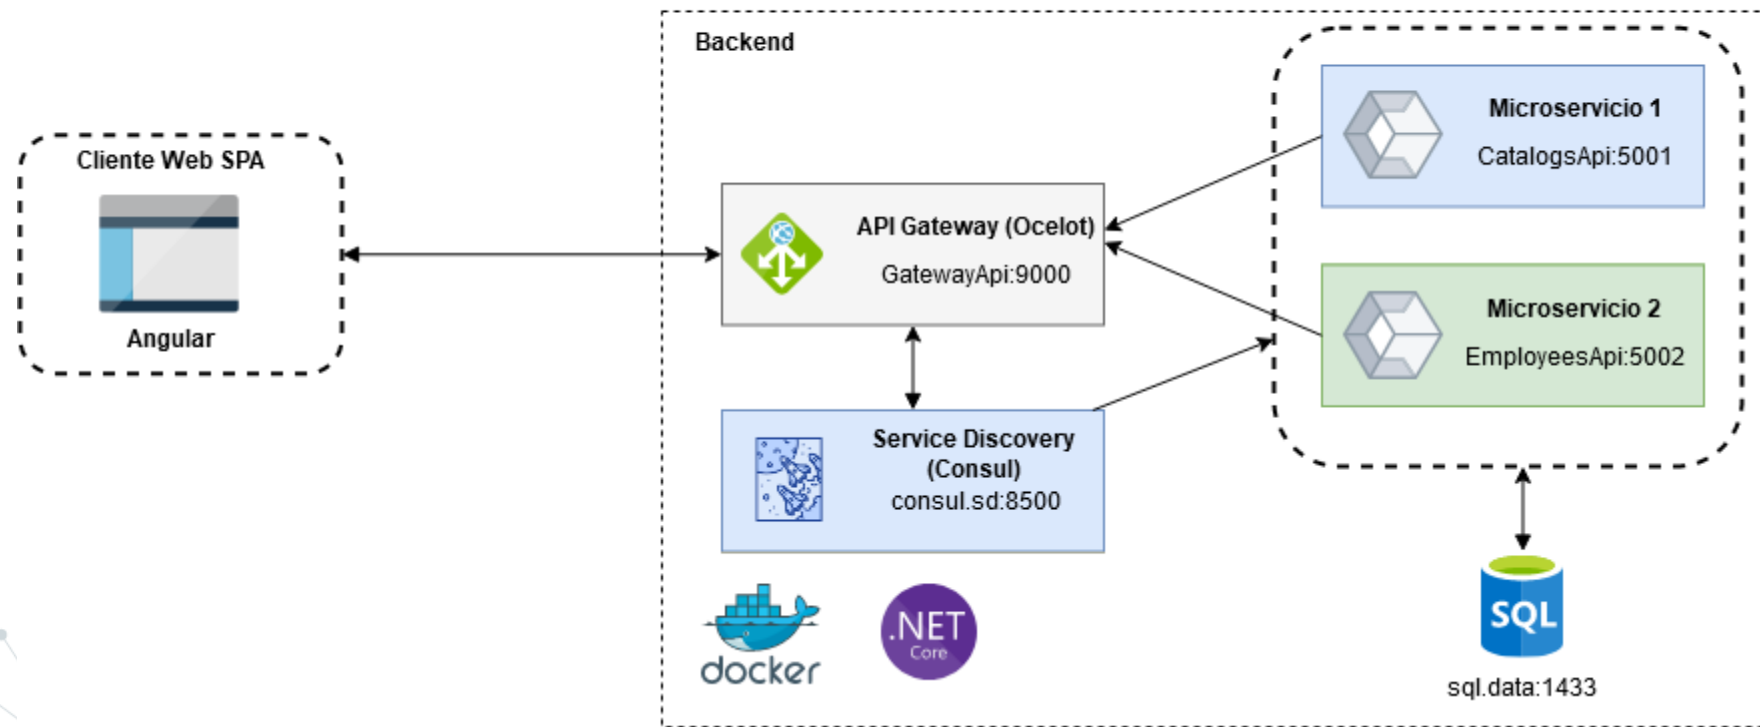 Backend
Cliente Web SPA
Angular
API Gateway (Ocelot)
GatewayApi:9000
Service Discovery
(Consul)
consul.sd:8500
Microservicio 1
CatalogsApi:5001
Microservicio 2
EmployeesApi:5002
docker
.NET
Core
SQL
sql.data:1433